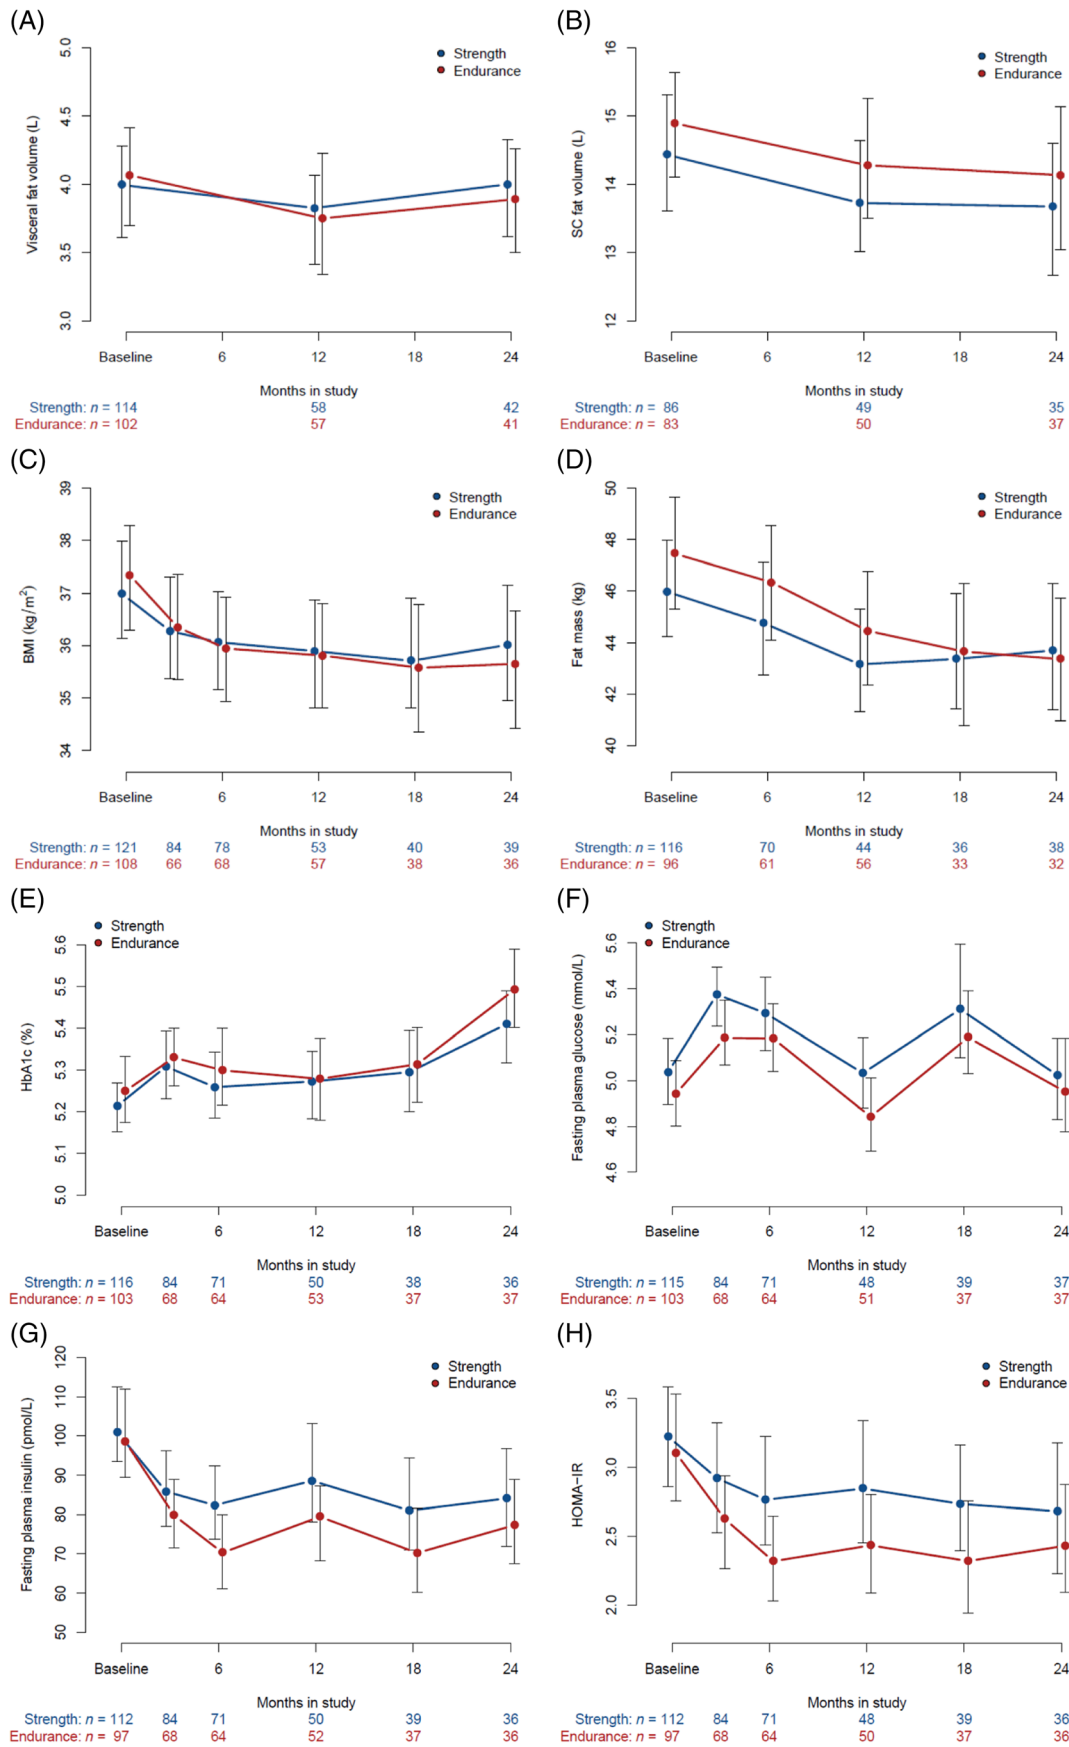 (A)
Visceral fat volume (L)
5.0
4.5
4.0
3.5
3.0
Strength
Endurance
Baseline 6 12 18 24
Months in study
Strength: n = 114 58 42
Endurance: n = 102 57 41
(B)
SC fat volume (L)
16
15
14
13
12
Strength
Endurance
Baseline 6 12 18 24
Months in study
Strength: n = 86 49 35
Endurance: n = 83 50 37
(C)
BMI (kg/m²)
39
38
37
36
35
34
Strength
Endurance
Baseline 6 12 18 24
Months in study
Strength: n = 121 84 78 53 40 39
Endurance: n = 108 66 68 57 38 36
(D)
Fat mass (kg)
50
48
46
44
42
40
Strength
Endurance
Baseline 6 12 18 24
Months in study
Strength: n = 116 70 44 36 38
Endurance: n = 96 61 56 33 32
(E)
HbA1c (%)
5.6
5.5
5.4
5.3
5.2
5.1
5.0
Strength
Endurance
Baseline 6 12 18 24
Months in study
Strength: n = 116 84 71 50 38 36
Endurance: n = 103 68 64 53 37 37
(F)
Fasting plasma glucose (mmol/L)
5.6
5.4
5.2
5.0
4.8
4.6
Strength
Endurance
Baseline 6 12 18 24
Months in study
Strength: n = 115 84 71 48 39 37
Endurance: n = 103 68 64 51 37 37
(G)
Fasting plasma insulin (pmol/L)
120
110
100
90
80
70
60
50
Strength
Endurance
Baseline 6 12 18 24
Months in study
Strength: n = 112 84 71 50 39 36
Endurance: n = 97 68 64 52 37 36
(H)
HOMA−IR
3.5
3.0
2.5
2.0
Strength
Endurance
Baseline 6 12 18 24
Months in study
Strength: n = 112 84 71 48 39 36
Endurance: n = 97 68 64 50 37 36